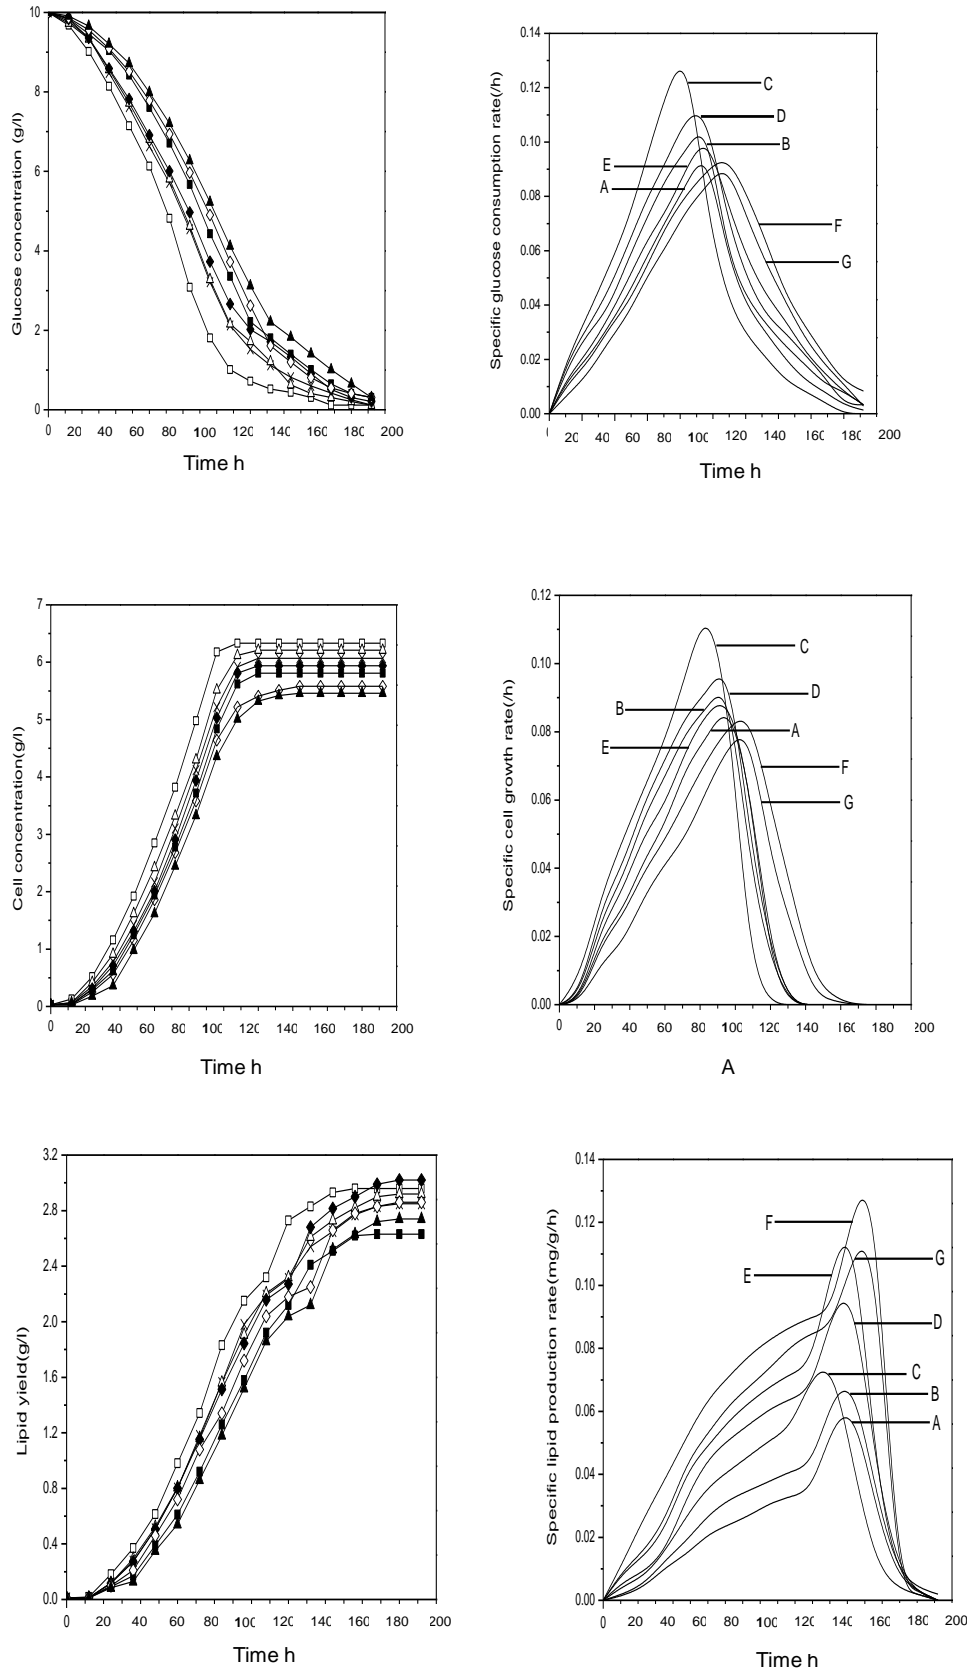 Glucose concentration (g/l)
10
8
6
4
2
0
0 20 40 60 80 100 120 140 160 180 200
Time h
Specific glucose consumption rate(/h)
0.14
0.12
0.10
0.08
0.06
0.04
0.02
0.00
C
D
B
E
A
F
G
20 40 60 80 100 120 140 160 180 200
Time h
Cell concentration(g/l)
7
6
5
4
3
2
1
0
0 20 40 60 80 100 120 140 160 180 200
Time h
Specific cell growth rate(/h)
0.12
0.10
0.08
0.06
0.04
0.02
0.00
C
D
B
A
E
F
G
0 20 40 60 80 100 120 140 160 180 200
A
Lipid yield(g/l)
3.2
2.8
2.4
2.0
1.6
1.2
0.8
0.4
0.0
0 20 40 60 80 100 120 140 160 180 200
Time h
Specific lipid production rate(mg/g/h)
0.14
0.12
0.10
0.08
0.06
0.04
0.02
0.00
F
G
E
D
C
B
A
0 20 40 60 80 100 120 140 160 180 200
Time h